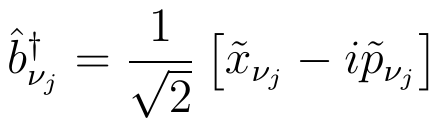 \hat{b}^{\dagger}_{\nu_j} = \frac{1}{\sqrt{2}} \left[ \tilde{x}_{\nu_j} - i\tilde{p}_{\nu_j} \right]